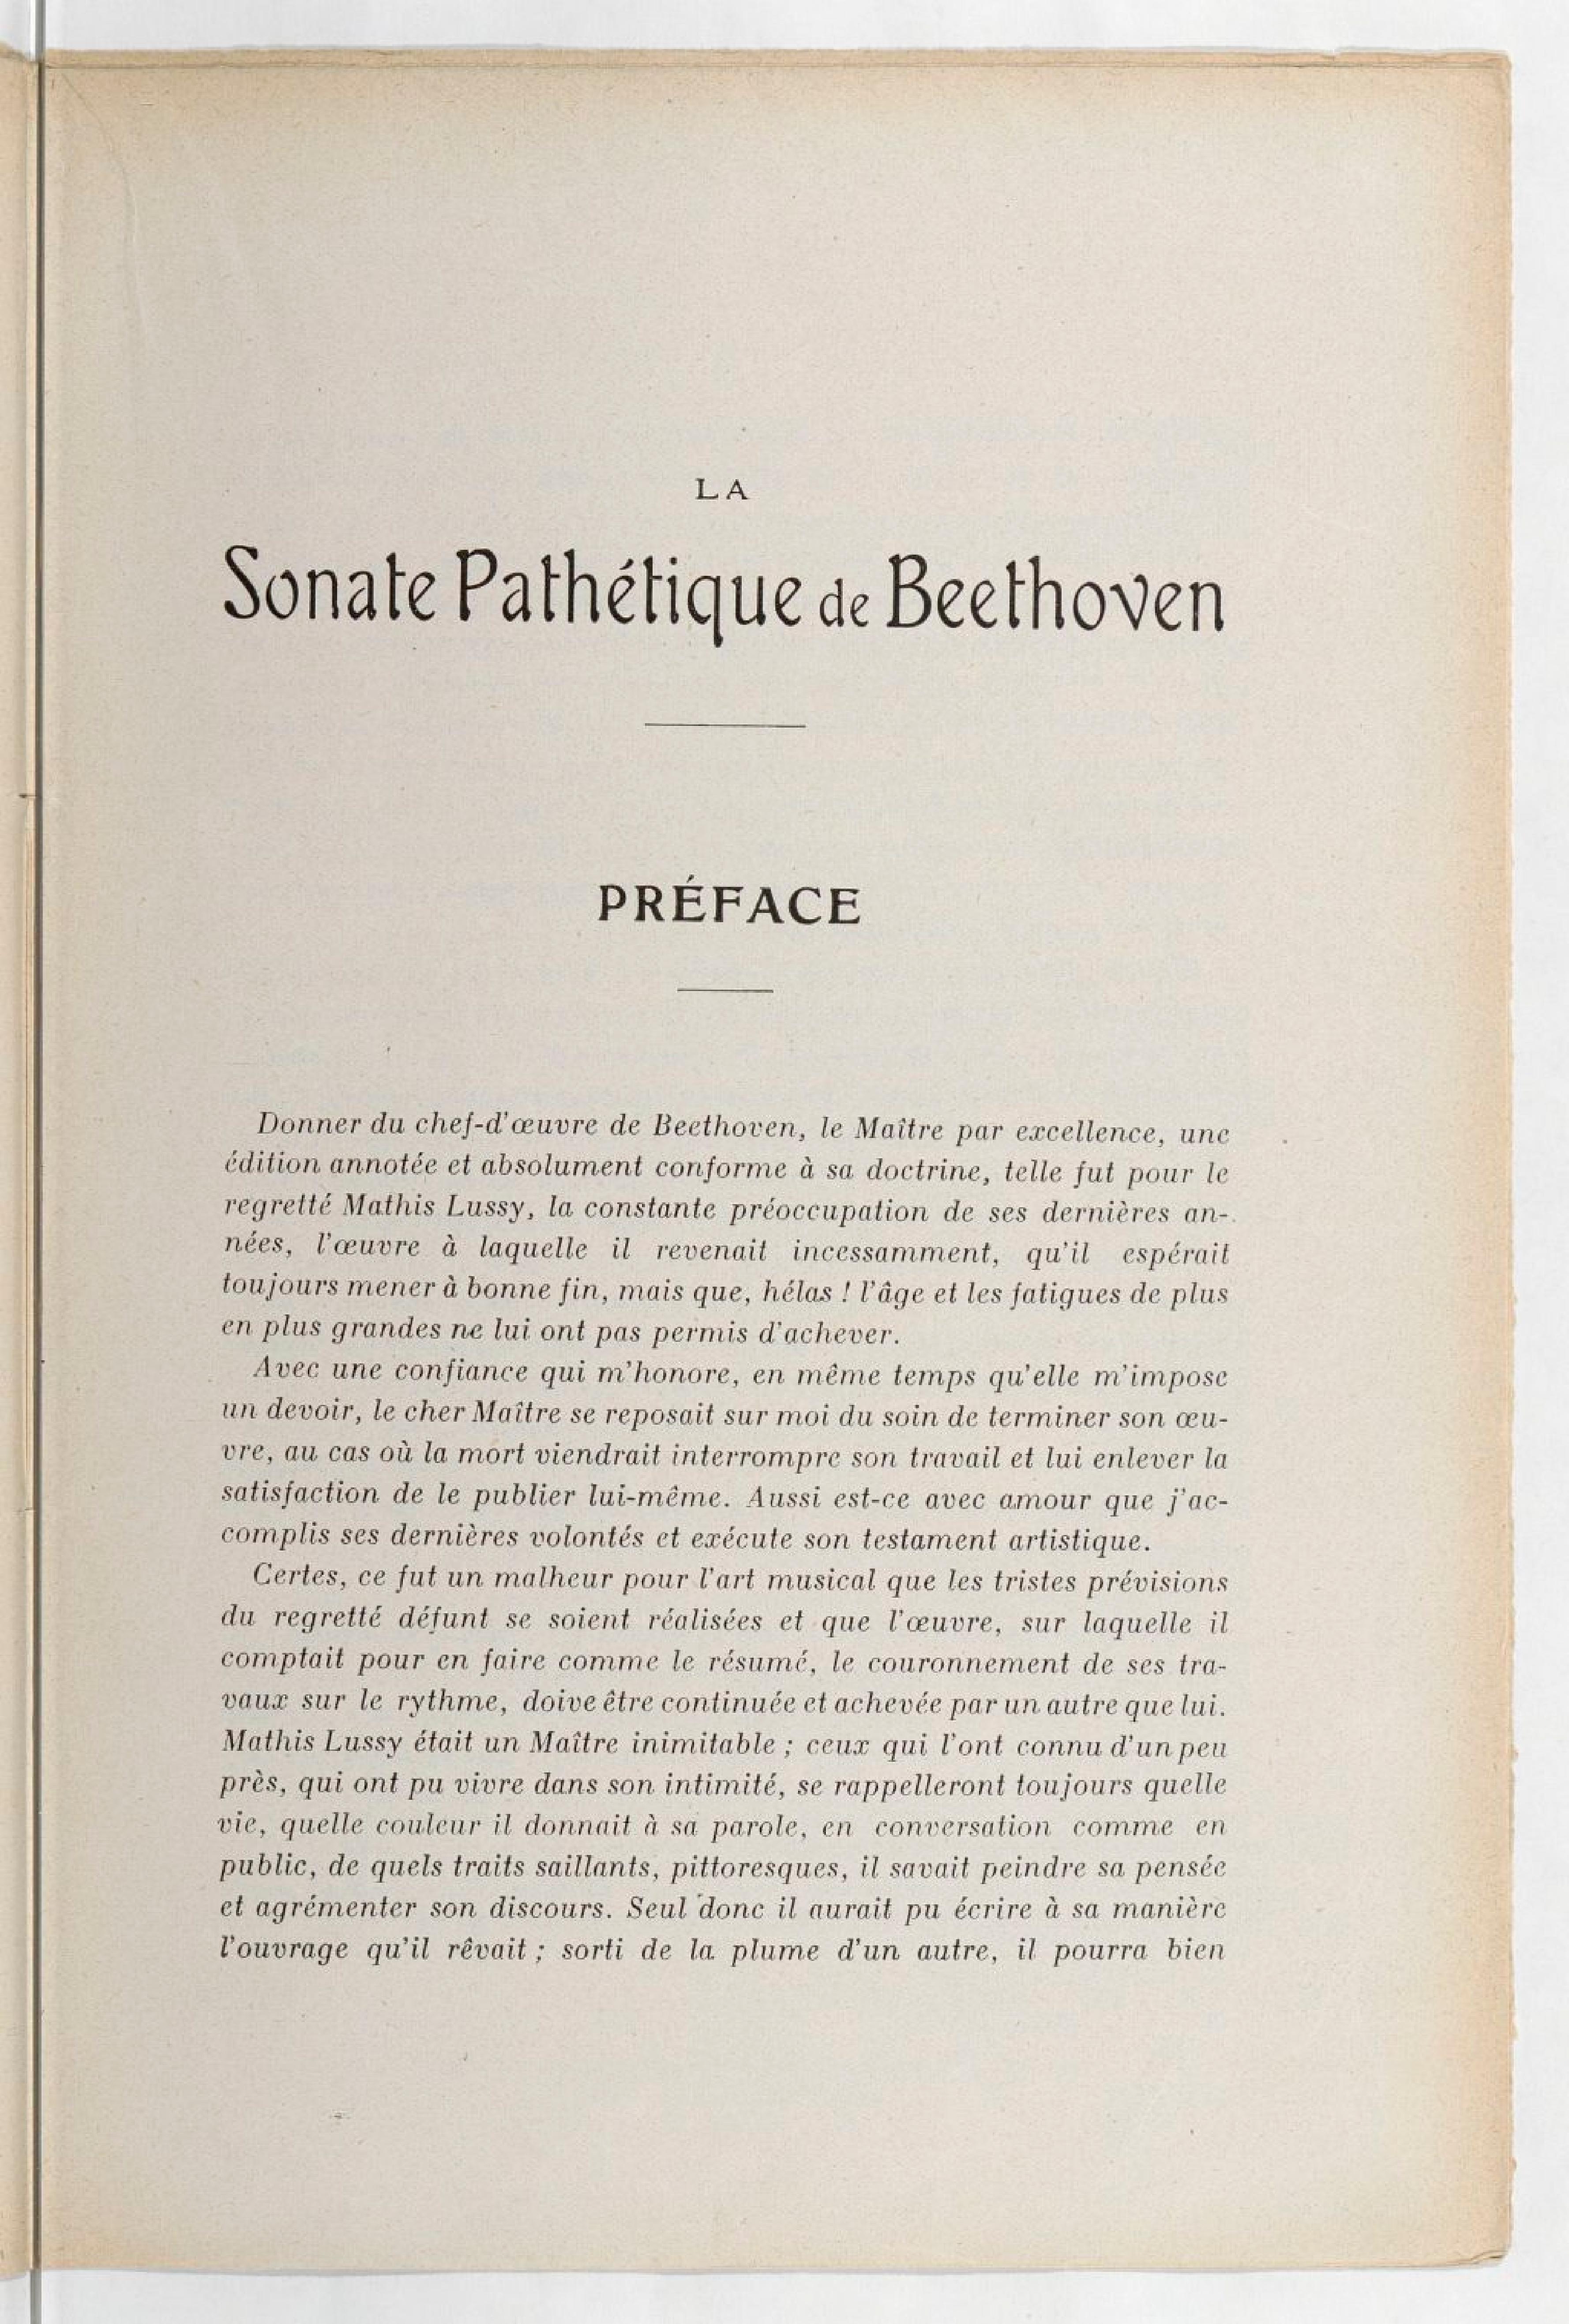 LA
Sonate Pathétique de Beethoven
PRÉFACE
Donner du chef-d'œuvre de Beethoven, le Maître par excellence, une
édition annotée et absolument conforme à sa doctrine, telle fut pour le
regretté Mathis Lussy, la constante préoccupation de ses dernières an-
nées, l'œuvre à laquelle il revenait incessamment, qu'il espérait
toujours mener à bonne fin, mais que, hélas ! l'âge et les fatigues de plus
en plus grandes ne lui ont pas permis d'achever.
Avec une confiance qui m'honore, en même temps qu'elle m'impose
un devoir, le cher Maître se reposait sur moi du soin de terminer son œu-
vre, au cas où la mort viendrait interrompre son travail et lui enlever la
satisfaction de le publier lui-même. Aussi est-ce avec amour que j'ac-
complis ses dernières volontés et exécute son testament artistique.
Certes, ce fut un malheur pour l'art musical que les tristes prévisions
du regretté défunt se soient réalisées et que l'œuvre, sur laquelle il
comptait pour en faire comme le résumé, le couronnement de ses tra-
vaux sur le rythme, doive être continuée et achevée par un autre que lui.
Mathis Lussy était un Maître inimitable ; ceux qui l'ont connu d'un peu
près, qui ont pu vivre dans son intimité, se rappelleront toujours quelle
vie, quelle couleur il donnait à sa parole, en conversation comme en
public, de quels traits saillants, pittoresques, il savait peindre sa pensée
et agrémenter son discours. Seul donc il aurait pu écrire à sa manière
l'ouvrage qu'il rêvait ; sorti de la plume d'un autre, il pourra bien